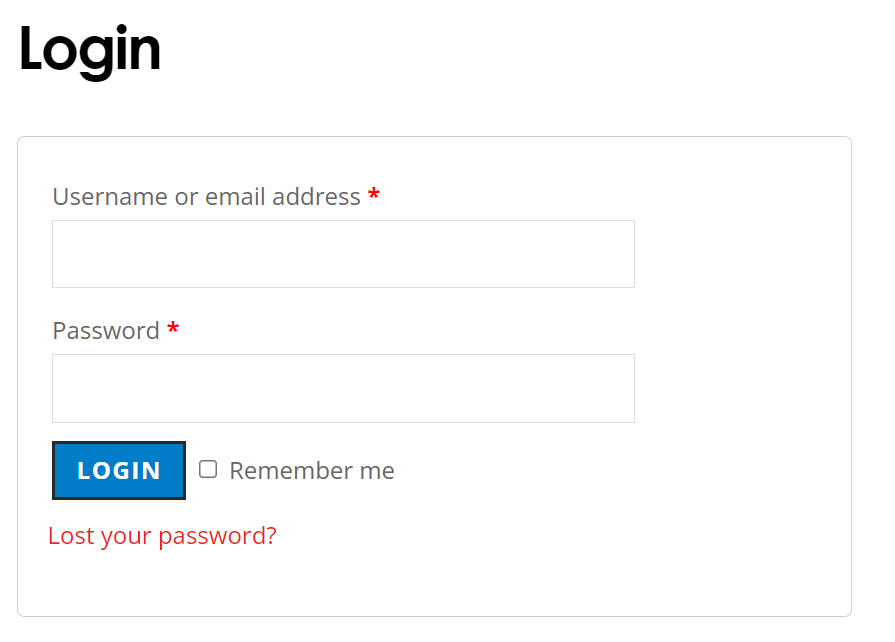 Login
Username or email address *
Password *
LOGIN Remember me
Lost your password?